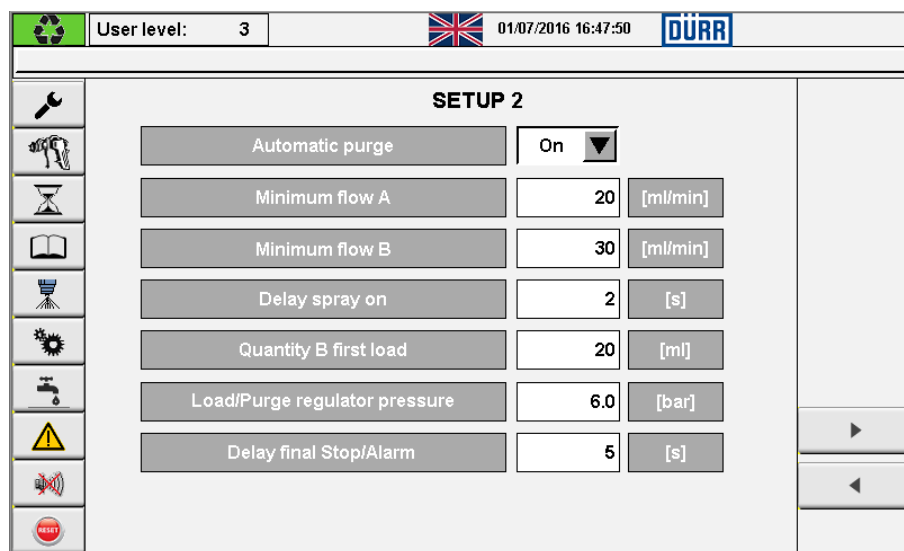 User level: 3 01/07/2016 16:47:50 DÜRR
SETUP 2
Automatic purge On
Minimum flow A 20 [ml/min]
Minimum flow B 30 [ml/min]
Delay spray on 2 [s]
Quantity B first load 20 [ml]
Load/Purge regulator pressure 6.0 [bar]
Delay final Stop/Alarm 5 [s]
RESET